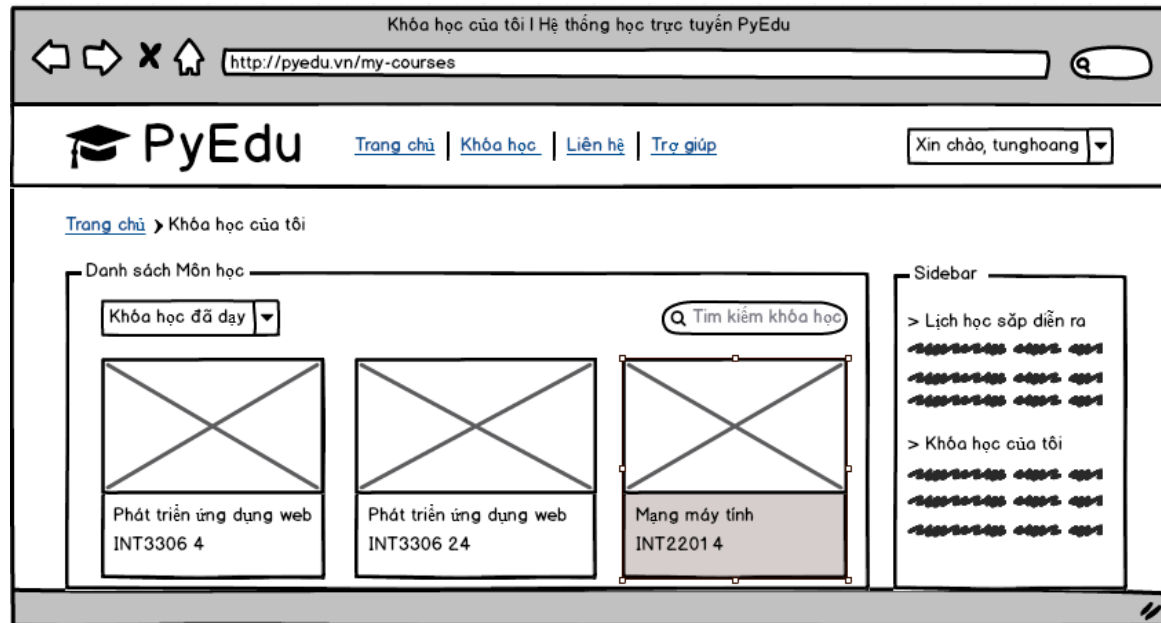 Khóa học của tôi | Hệ thống học trực tuyến PyEdu
http://pyedu.vn/my-courses
PyEdu
Trang chủ | Khóa học | Liên hệ | Trợ giúp
Xin chào, tunghoang
Trang chủ > Khóa học của tôi
Danh sách Môn học
Khóa học đã dạy
Tìm kiếm khóa học
Phát triển ứng dụng web
INT3306 4
Phát triển ứng dụng web
INT3306 24
Mạng máy tính
INT2201 4
Sidebar
> Lịch học sắp diễn ra
> Khóa học của tôi